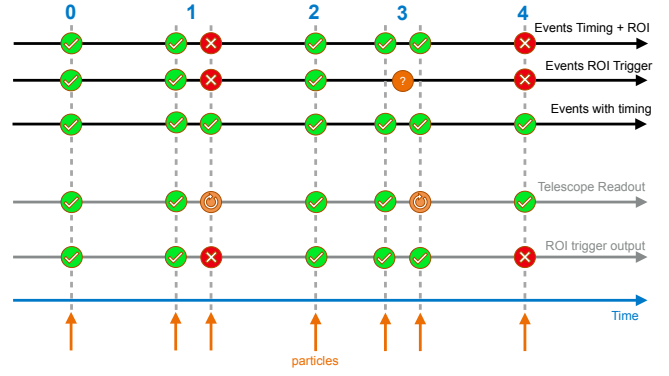 0 1 2 3 4
Events Timing + ROI
Events ROI Trigger
?
Events with timing
Telescope Readout
ROI trigger output
Time
particles